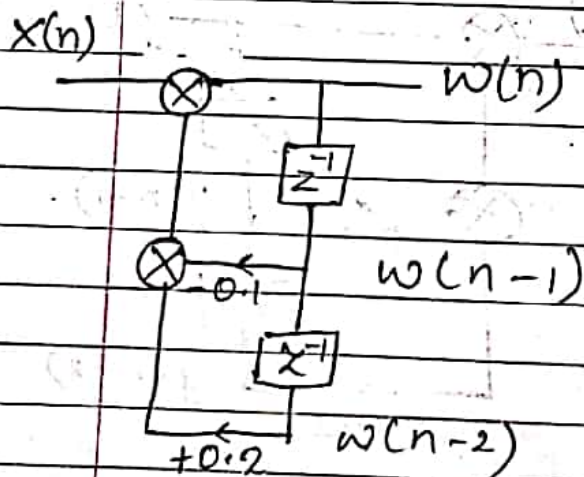 x(n)
w(n)
z⁻¹
w(n-1)
-0.1
z⁻¹
w(n-2)
+0.2